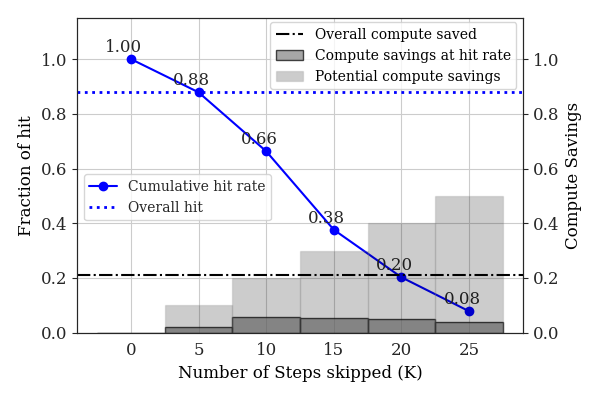 Overall compute saved
Compute savings at hit rate
Potential compute savings
Cumulative hit rate
Overall hit
1.00
0.88
0.66
0.38
0.20
0.08
Fraction of hit
1.0
0.8
0.6
0.4
0.2
0.0
Compute Savings
1.0
0.8
0.6
0.4
0.2
0.0
0 5 10 15 20 25
Number of Steps skipped (K)